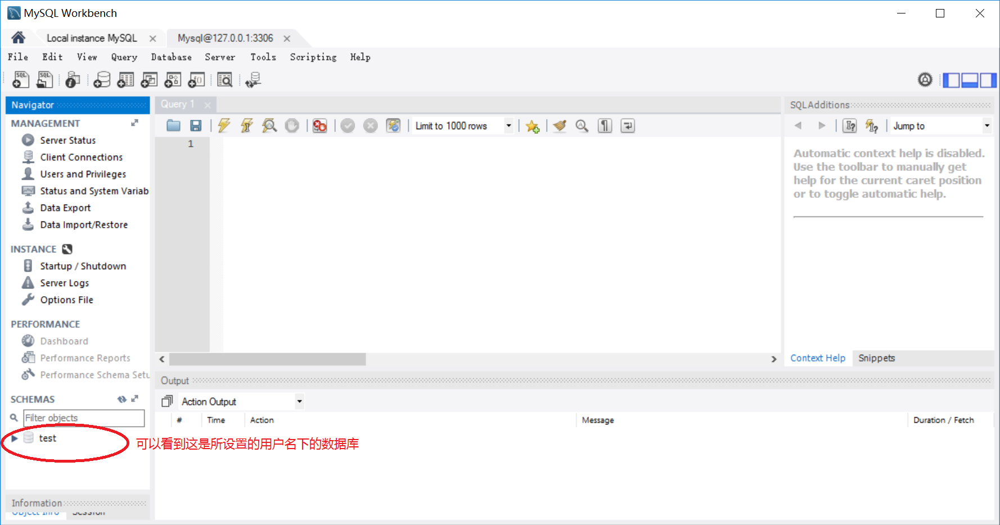 MySQL Workbench
Local instance MySQL
Mysql@127.0.0.1:3306
File Edit View Query Database Server Tools Scripting Help
Navigator
MANAGEMENT
Server Status
Client Connections
Users and Privileges
Status and System Variab
Data Export
Data Import/Restore
INSTANCE
Startup / Shutdown
Server Logs
Options File
PERFORMANCE
Dashboard
Performance Reports
Performance Schema Setu
SCHEMAS
Filter objects
test
可以看到这是所设置的用户名下的数据库
Information
Object Info Session
Query 1
Limit to 1000 rows
1
SQLAdditions
Jump to
Automatic context help is disabled.
Use the toolbar to manually get
help for the current caret position
or to toggle automatic help.
Context Help Snippets
Output
Action Output
# Time Action Message Duration / Fetch